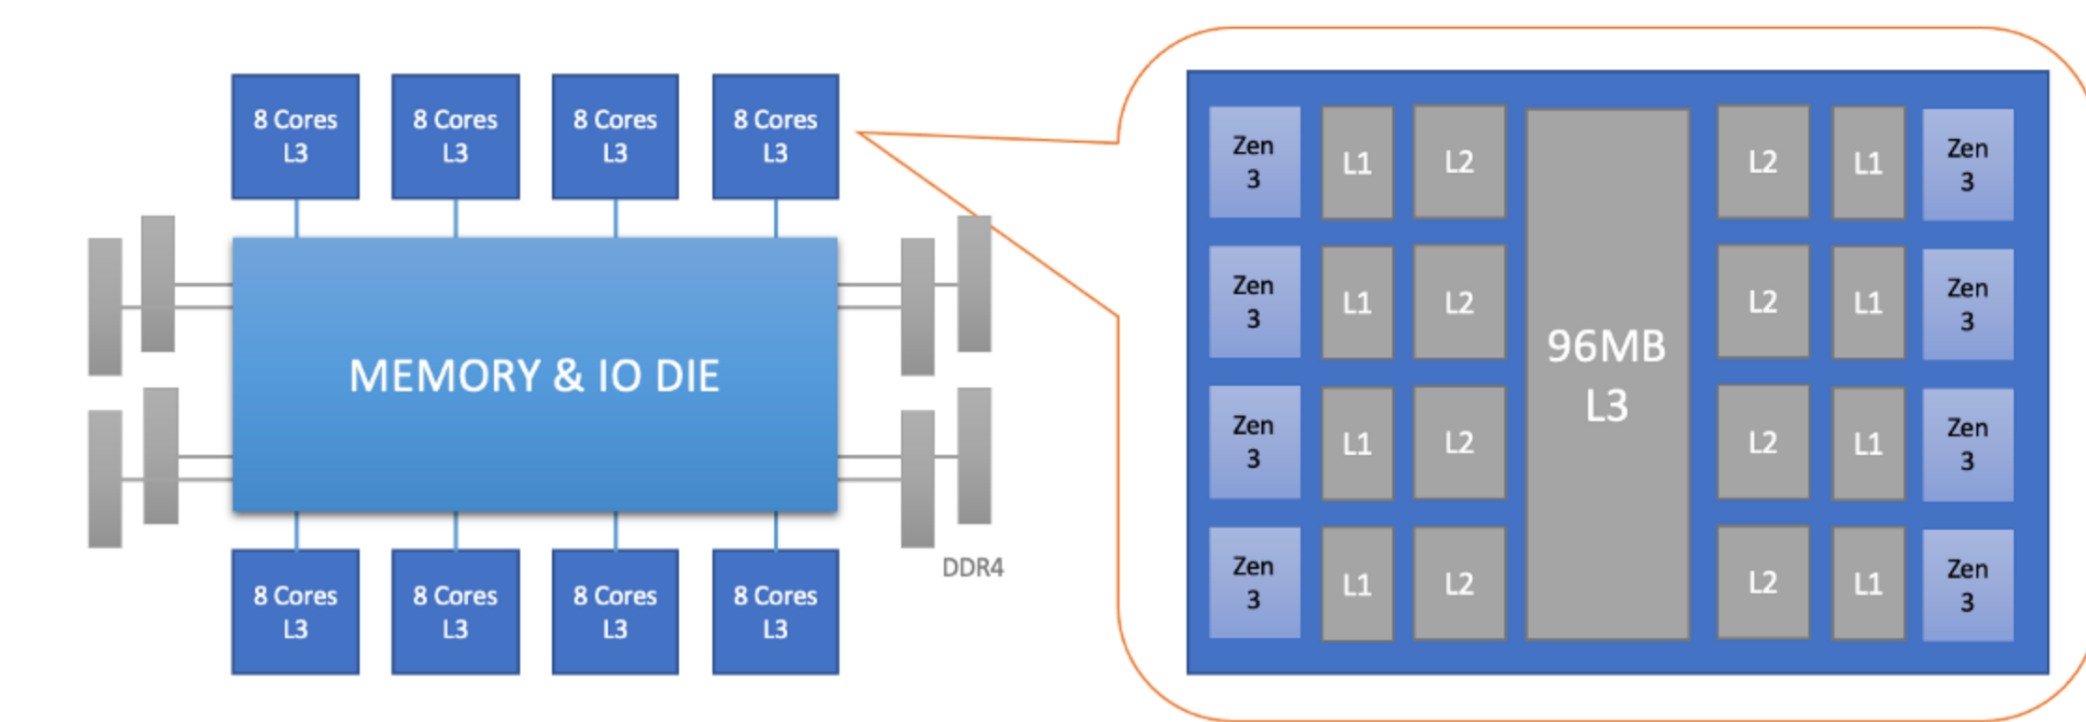 8 Cores
L3
8 Cores
L3
8 Cores
L3
8 Cores
L3
MEMORY & IO DIE
DDR4
8 Cores
L3
8 Cores
L3
8 Cores
L3
8 Cores
L3
Zen
3
L1
L2
L2
L1
Zen
3
Zen
3
L1
L2
L2
L1
Zen
3
96MB
L3
Zen
3
L1
L2
L2
L1
Zen
3
Zen
3
L1
L2
L2
L1
Zen
3